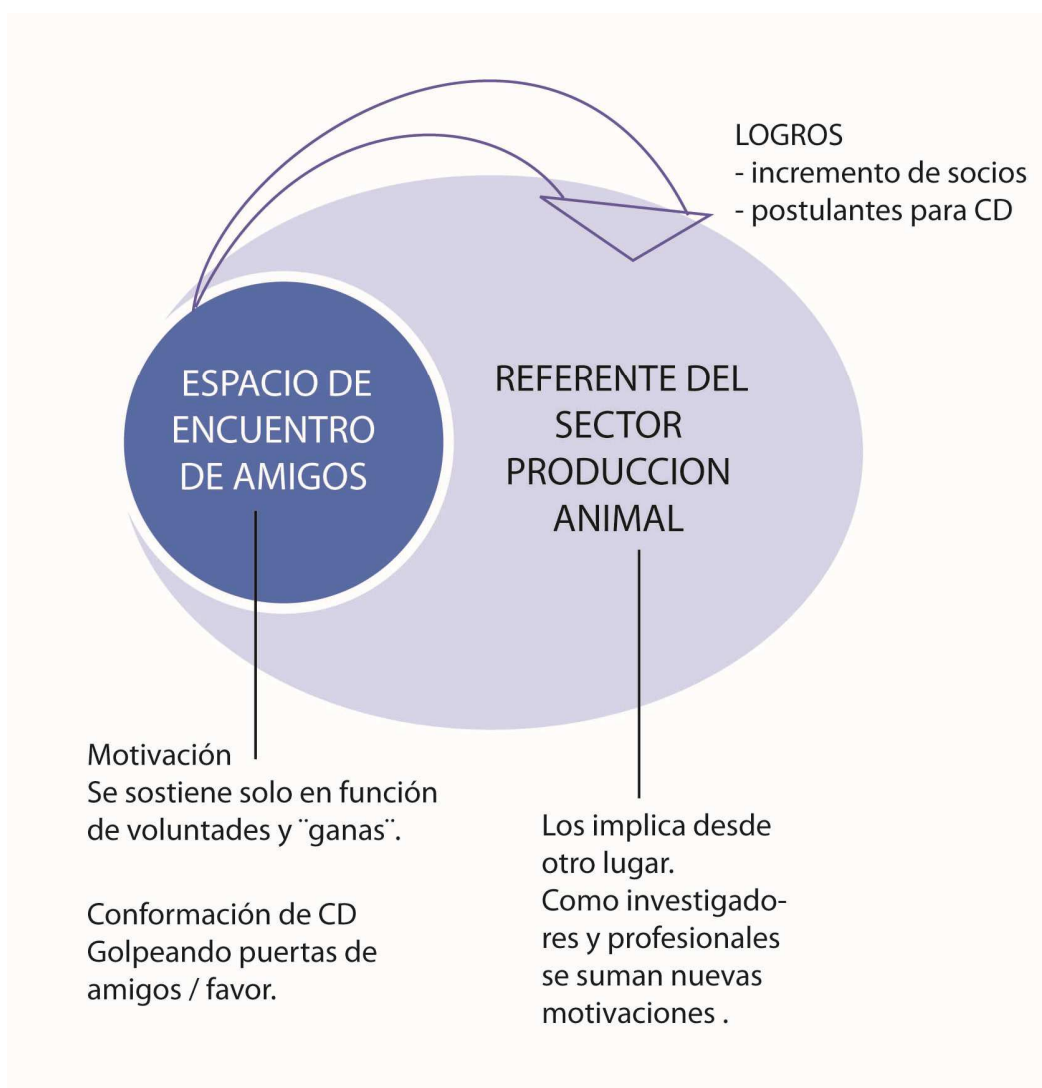 LOGROS
- incremento de socios
- postulantes para CD
ESPACIO DE
ENCUENTRO
DE AMIGOS
REFERENTE DEL
SECTOR
PRODUCCION
ANIMAL
Motivación
Se sostiene solo en función
de voluntades y ¨ganas¨.
Conformación de CD
Golpeando puertas de
amigos / favor.
Los implica desde
otro lugar.
Como investigado-
res y profesionales
se suman nuevas
motivaciones .